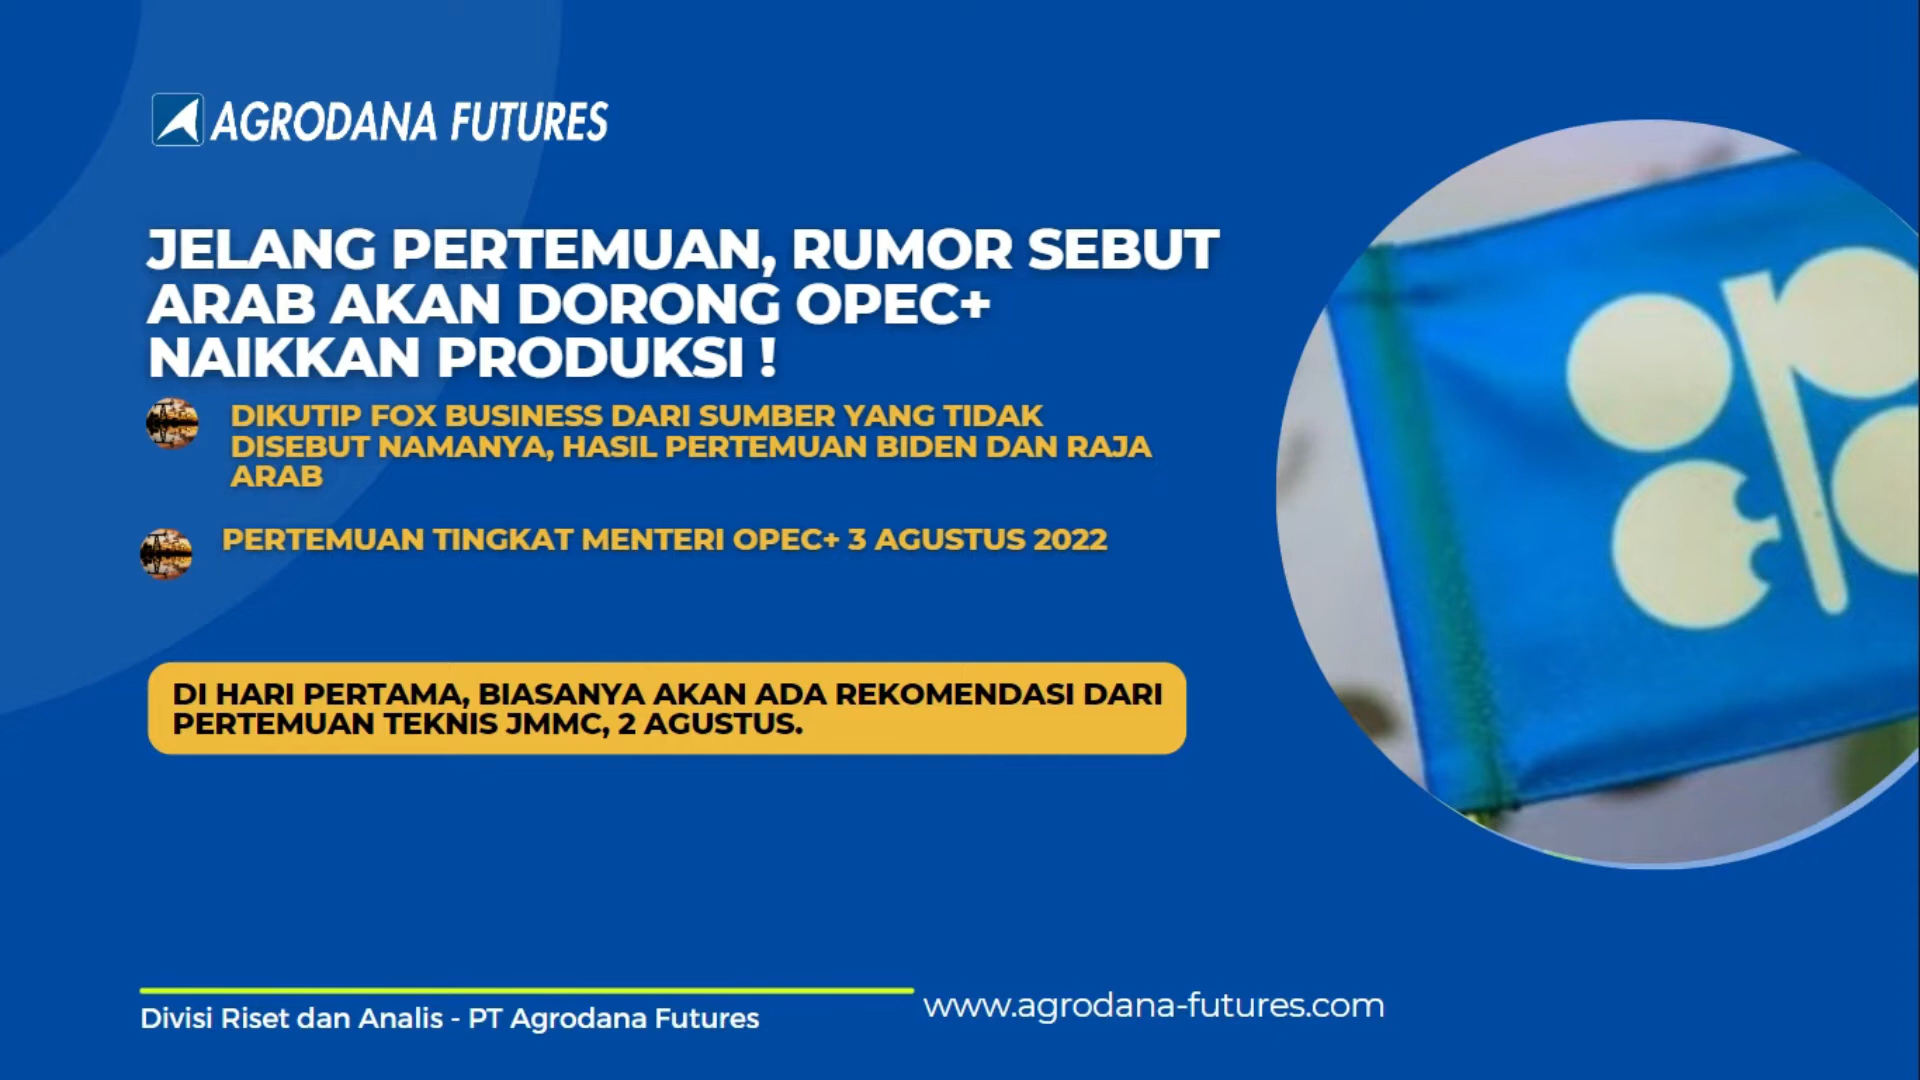 AGRODANA FUTURES
JELANG PERTEMUAN, RUMOR SEBUT
ARAB AKAN DORONG OPEC+
NAIKKAN PRODUKSI !
DIKUTIP FOX BUSINESS DARI SUMBER YANG TIDAK
DISEBUT NAMANYA, HASIL PERTEMUAN BIDEN DAN RAJA
ARAB
PERTEMUAN TINGKAT MENTERI OPEC+ 3 AGUSTUS 2022
DI HARI PERTAMA, BIASANYA AKAN ADA REKOMENDASI DARI
PERTEMUAN TEKNIS JMMC, 2 AGUSTUS.
Divisi Riset dan Analis - PT Agrodana Futures
www.agrodana-futures.com